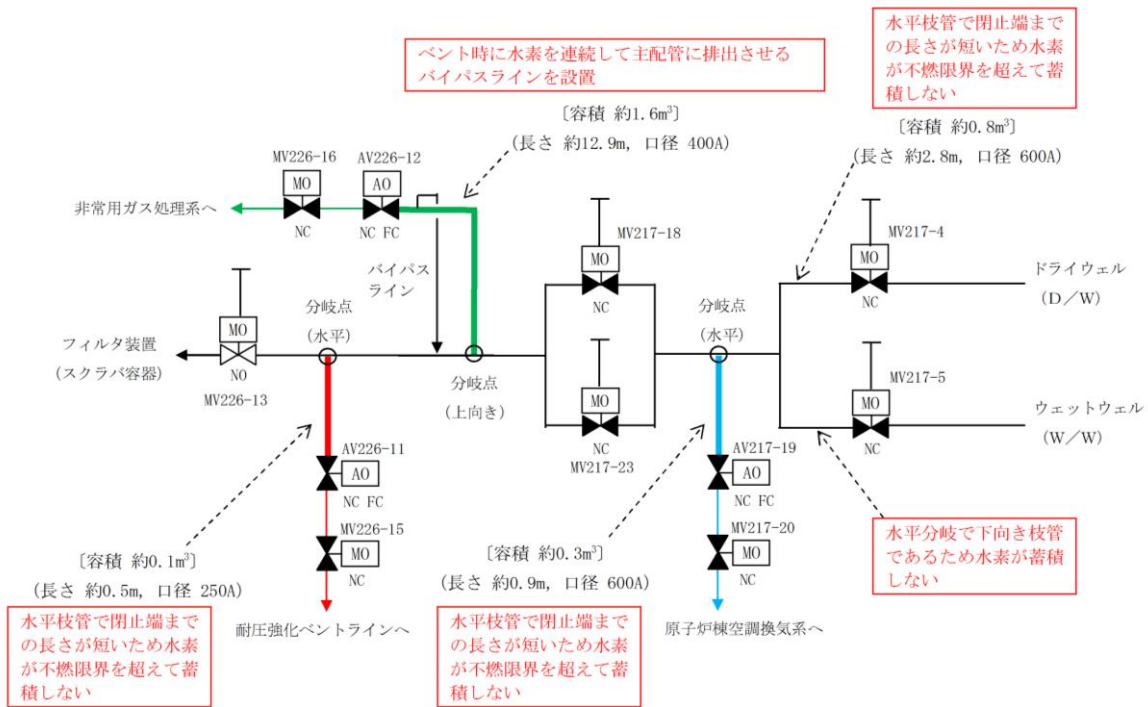 ベント時に水素を連続して主配管に排出させる
バイパスラインを設置
水平枝管で閉止端まで
の長さが短いため水素
が不燃限界を超えて蓄
積しない
〔容積 約1.6m³〕
(長さ 約12.9m, 口径 400A)
〔容積 約0.8m³〕
(長さ 約2.8m, 口径 600A)
MV226-16
AV226-12
MO
AO
非常用ガス処理系へ
NC
NC FC
バイパス
ライン
MV217-18
MO
NC
MV217-4
MO
NC
ドライウェル
(D/W)
分岐点
(水平)
分岐点
(水平)
MO
フィルタ装置
(スクラバ容器)
NO
MV226-13
分岐点
(上向き)
MO
NC
MV217-23
MV217-5
MO
NC
ウェットウェル
(W/W)
AV226-11
AO
NC FC
MV226-15
MO
NC
AV217-19
AO
NC FC
MV217-20
MO
NC
水平分岐で下向き枝管
であるため水素が蓄積
しない
〔容積 約0.1m³〕
(長さ 約0.5m, 口径 250A)
水平枝管で閉止端まで
の長さが短いため水素
が不燃限界を超えて蓄
積しない
耐圧強化ベントラインへ
〔容積 約0.3m³〕
(長さ 約0.9m, 口径 600A)
水平枝管で閉止端まで
の長さが短いため水素
が不燃限界を超えて蓄
積しない
原子炉棟空調換気系へ